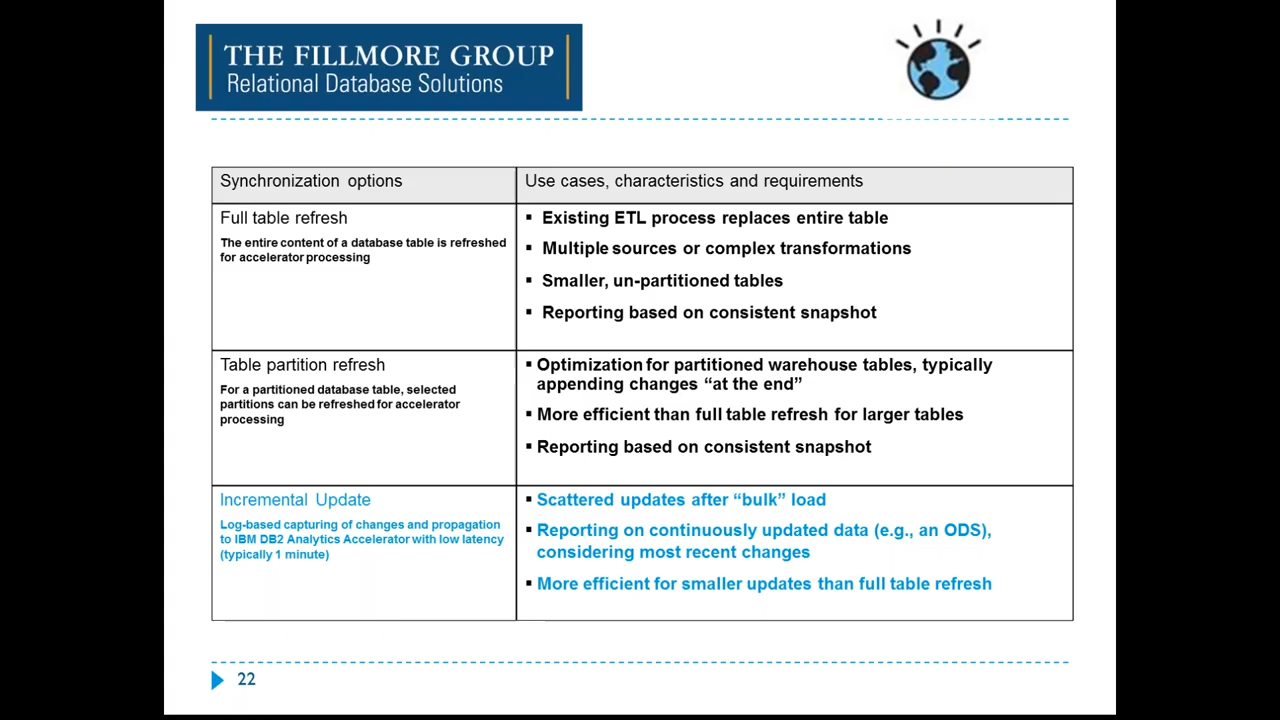 THE FILLMORE GROUP
Relational Database Solutions
Synchronization options
Use cases, characteristics and requirements
Full table refresh
The entire content of a database table is refreshed
for accelerator processing
▪ Existing ETL process replaces entire table
▪ Multiple sources or complex transformations
▪ Smaller, un-partitioned tables
▪ Reporting based on consistent snapshot
Table partition refresh
For a partitioned database table, selected
partitions can be refreshed for accelerator
processing
▪ Optimization for partitioned warehouse tables, typically
appending changes “at the end”
▪ More efficient than full table refresh for larger tables
▪ Reporting based on consistent snapshot
Incremental Update
Log-based capturing of changes and propagation
to IBM DB2 Analytics Accelerator with low latency
(typically 1 minute)
▪ Scattered updates after “bulk” load
▪ Reporting on continuously updated data (e.g., an ODS),
considering most recent changes
▪ More efficient for smaller updates than full table refresh
22